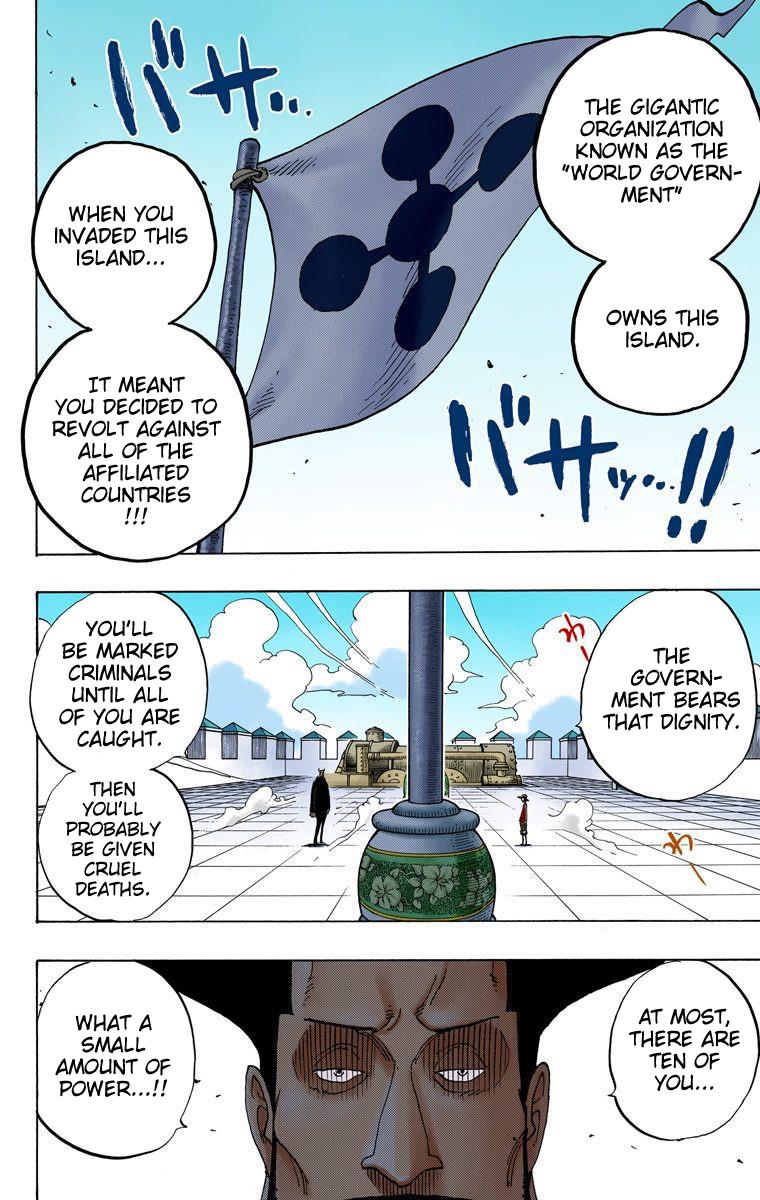 バサ...
THE GIGANTIC
ORGANIZATION
KNOWN AS THE
"WORLD GOVERN-
MENT"
OWNS THIS
ISLAND.
WHEN YOU
INVADED THIS
ISLAND...
IT MEANT
YOU DECIDED TO
REVOLT AGAINST
ALL OF THE
AFFILIATED
COUNTRIES
!!!
バサッ...!!
THE
GOVERN-
MENT BEARS
THAT DIGNITY.
わー
わー
YOU'LL
BE MARKED
CRIMINALS
UNTIL ALL
OF YOU ARE
CAUGHT.
THEN
YOU'LL
PROBABLY
BE GIVEN
CRUEL
DEATHS.
AT MOST,
THERE ARE
TEN OF
YOU...
WHAT A
SMALL
AMOUNT OF
POWER...!!